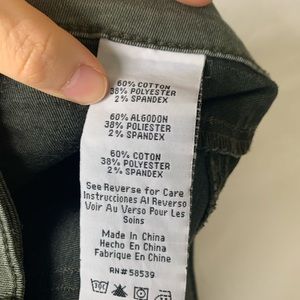 60% COTTON
38% POLYESTER
2% SPANDEX
60% ALGODON
38% POLIESTER
2% SPANDEX
60% COTON
38% POLYESTER
2% SPANDEX
See Reverse for Care
Instrucciones Al Reverso
Voir Au Verso Pour Les
Soins
Made In China
Hecho En China
Fabrique En Chine
RN#58539